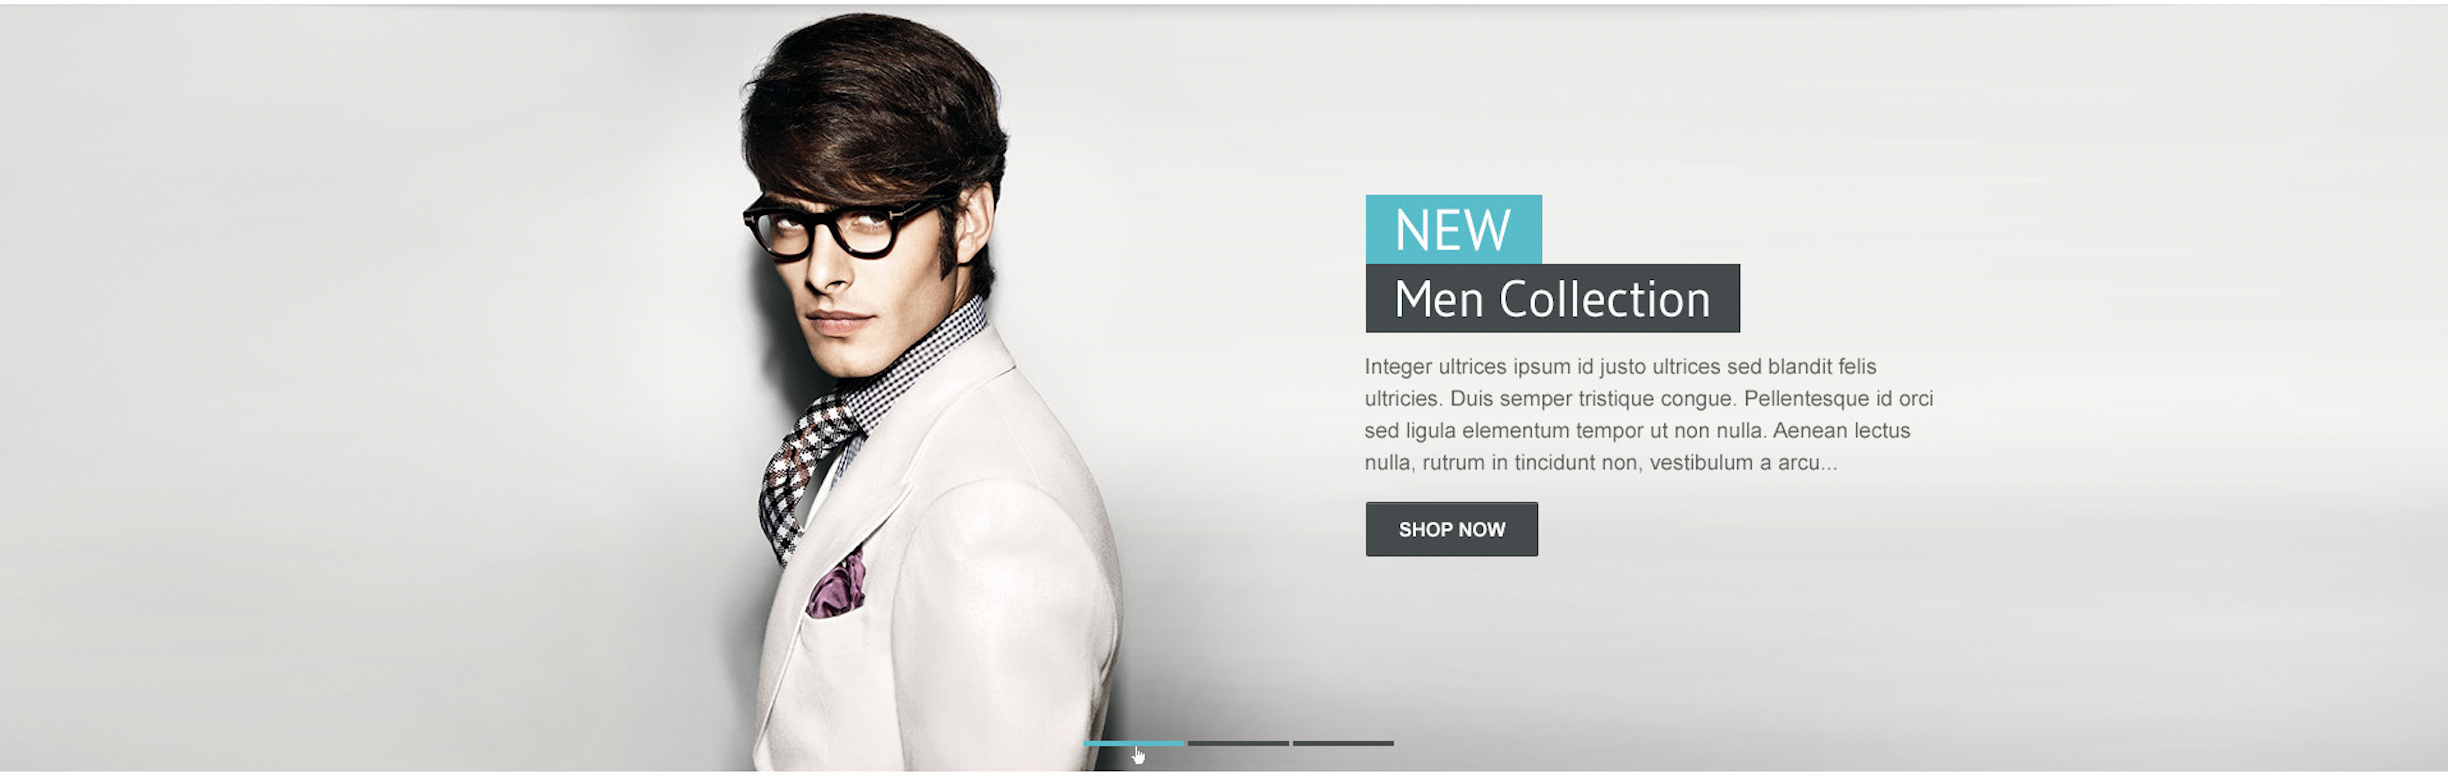 NEW
Men Collection
Integer ultrices ipsum id justo ultrices sed blandit felis
ultricies. Duis semper tristique congue. Pellentesque id orci
sed ligula elementum tempor ut non nulla. Aenean lectus
nulla, rutrum in tincidunt non, vestibulum a arcu...
SHOP NOW